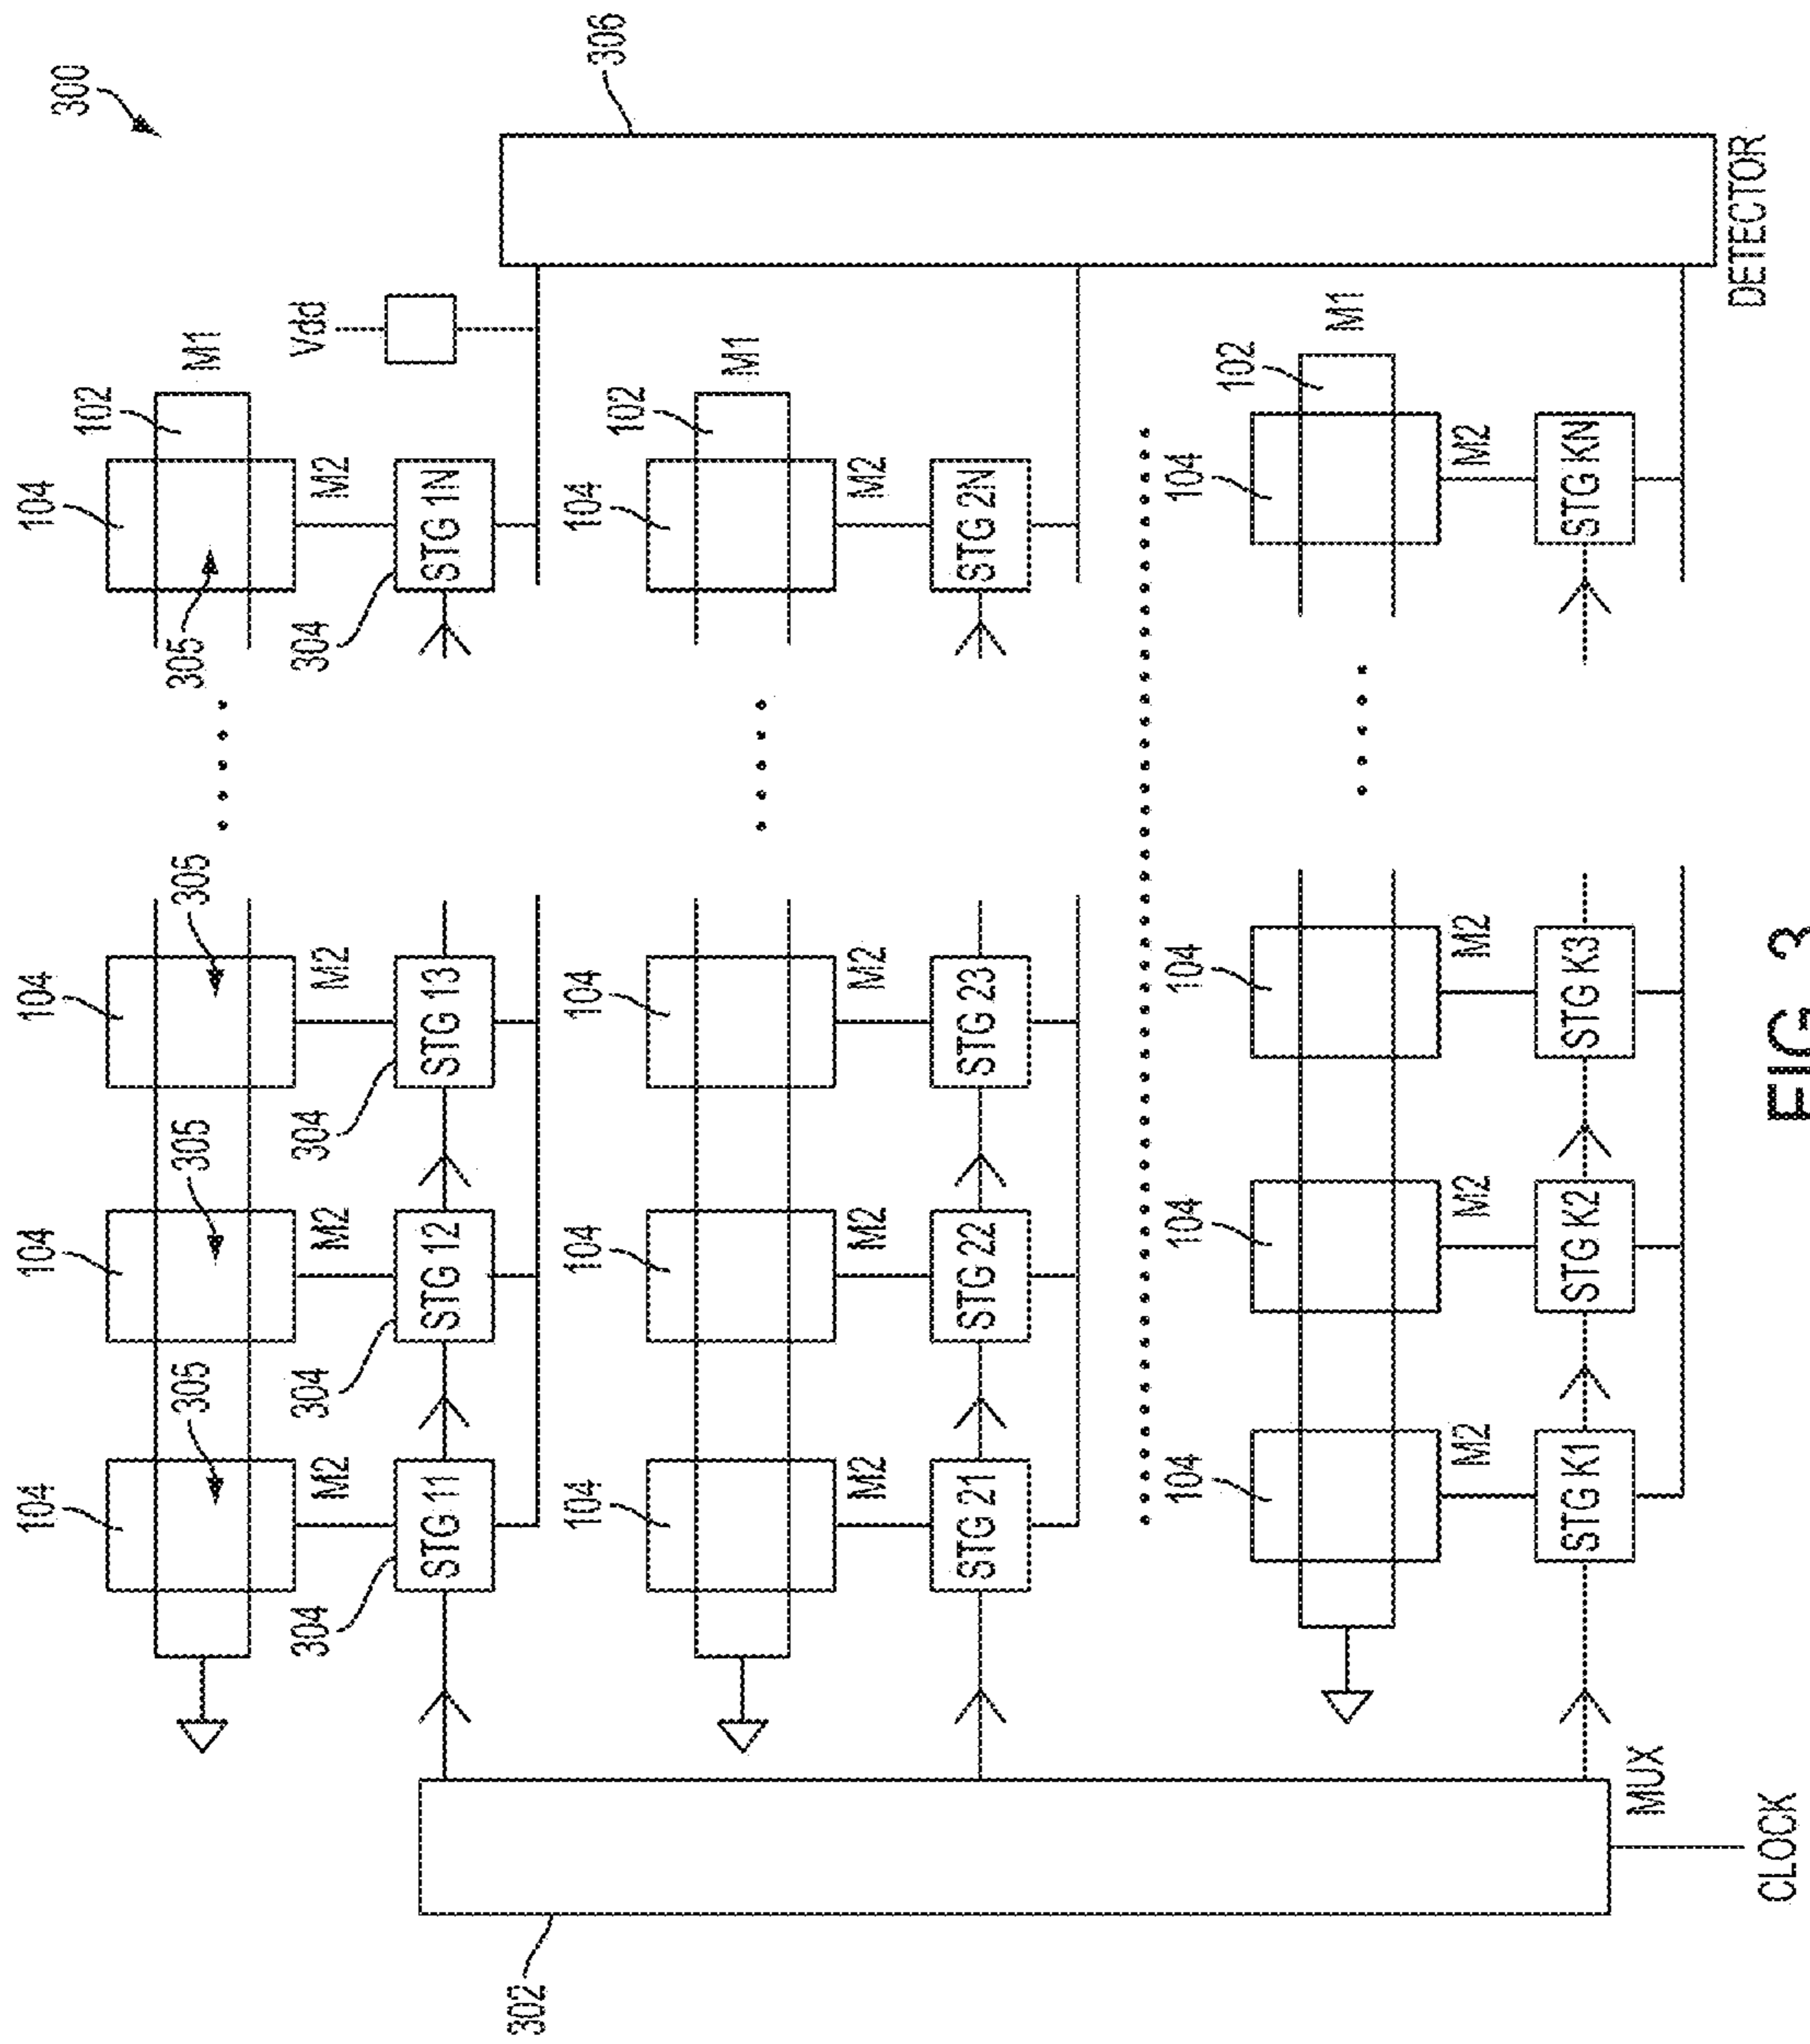 300
104 104 104 104 102
305 305 305 305
M2 M2 M2 M2 M1
304 304 304 304 Vdd
STG 11 STG 12 STG 13 STG 1N
302
306
104 104 104 104 102
M2 M2 M2 M2 M1
STG 21 STG 22 STG 23 STG 2N
104 104 104 104 102
M2 M2 M2 M2 M1
STG K1 STG K2 STG K3 STG KN
MUX
CLOCK
DETECTOR
FIG. 3